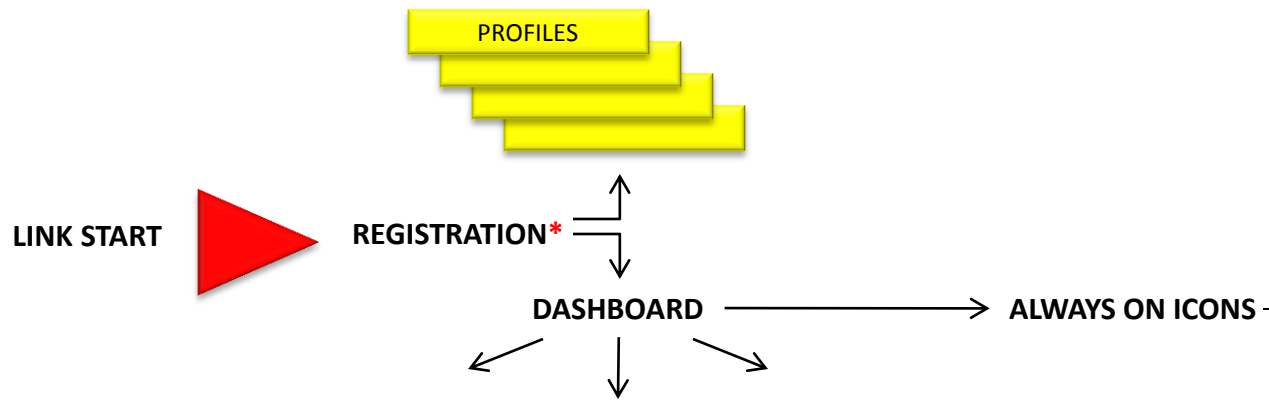 PROFILES
LINK START
REGISTRATION*
DASHBOARD
ALWAYS ON ICONS